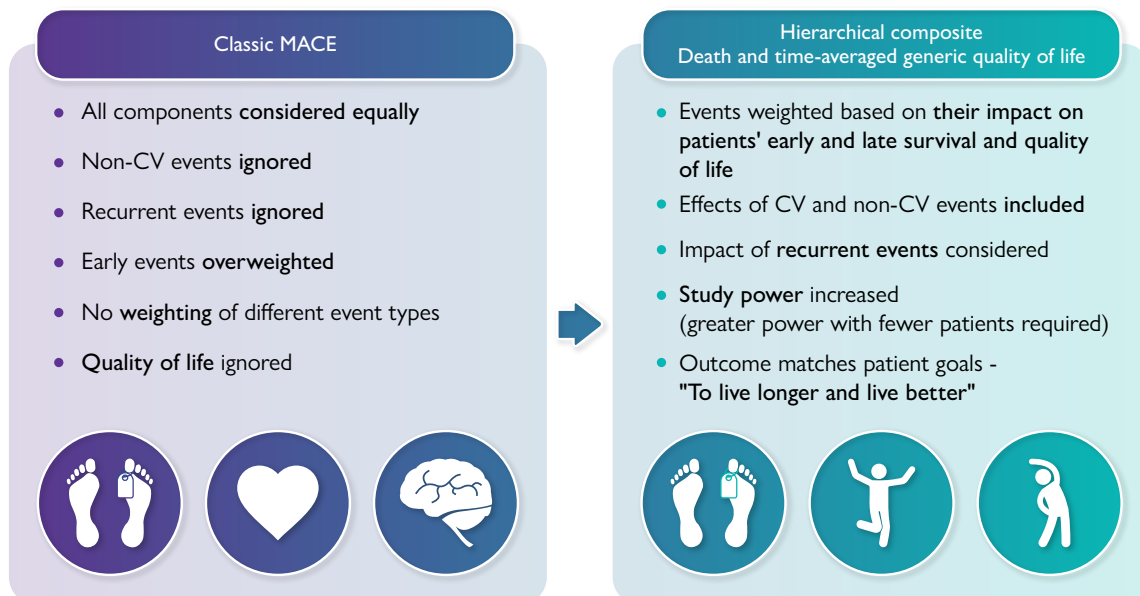 Classic MACE
• All components considered equally
• Non-CV events ignored
• Recurrent events ignored
• Early events overweighted
• No weighting of different event types
• Quality of life ignored
Hierarchical composite
Death and time-averaged generic quality of life
• Events weighted based on their impact on
patients' early and late survival and quality
of life
• Effects of CV and non-CV events included
• Impact of recurrent events considered
• Study power increased
(greater power with fewer patients required)
• Outcome matches patient goals -
"To live longer and live better"